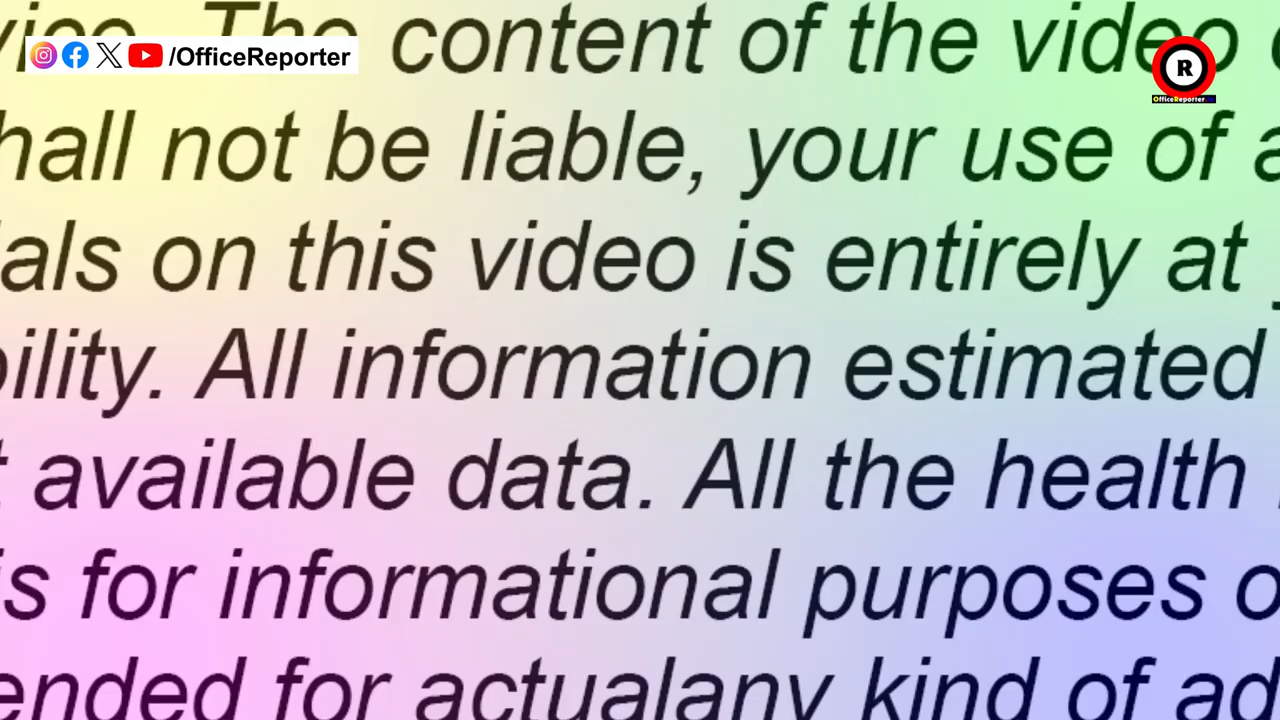 The content of the video
/OfficeReporter
R
OfficeReporter
hall not be liable, your use of a
als on this video is entirely at
bility. All information estimated
t available data. All the health
is for informational purposes o
ended for actualany kind of ad